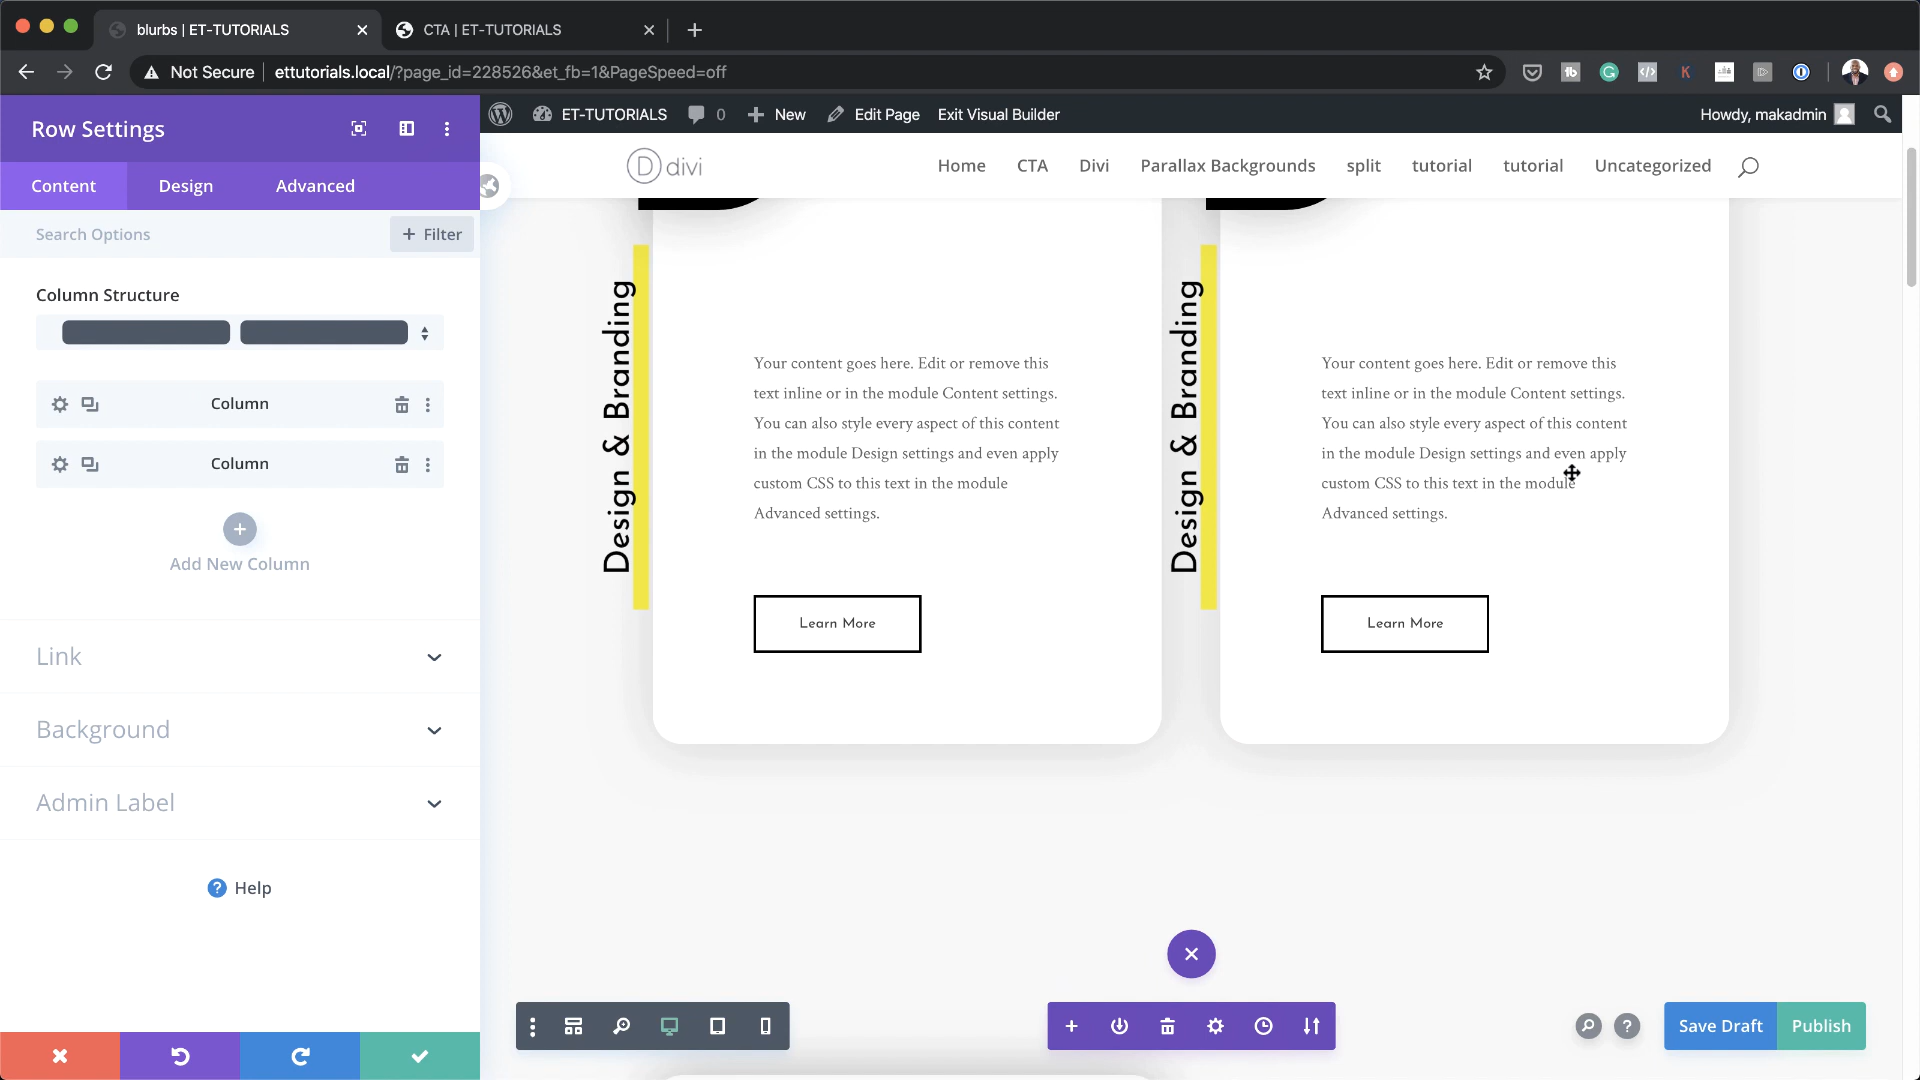 blurbs | ET-TUTORIALS
CTA | ET-TUTORIALS
Not Secure
ettutorials.local/?page_id=228526&et_fb=1&PageSpeed=off
Row Settings
ET-TUTORIALS
0
New
Edit Page
Exit Visual Builder
Howdy, makadmin
Content
Design
Advanced
divi
Home
CTA
Divi
Parallax Backgrounds
split
tutorial
tutorial
Uncategorized
Search Options
+ Filter
Column Structure
Column
Column
Add New Column
Link
Background
Admin Label
? Help
Design & Branding
Your content goes here. Edit or remove this
text inline or in the module Content settings.
You can also style every aspect of this content
in the module Design settings and even apply
custom CSS to this text in the module
Advanced settings.
Learn More
Design & Branding
Your content goes here. Edit or remove this
text inline or in the module Content settings.
You can also style every aspect of this content
in the module Design settings and even apply
custom CSS to this text in the module
Advanced settings.
Learn More
?
Save Draft
Publish